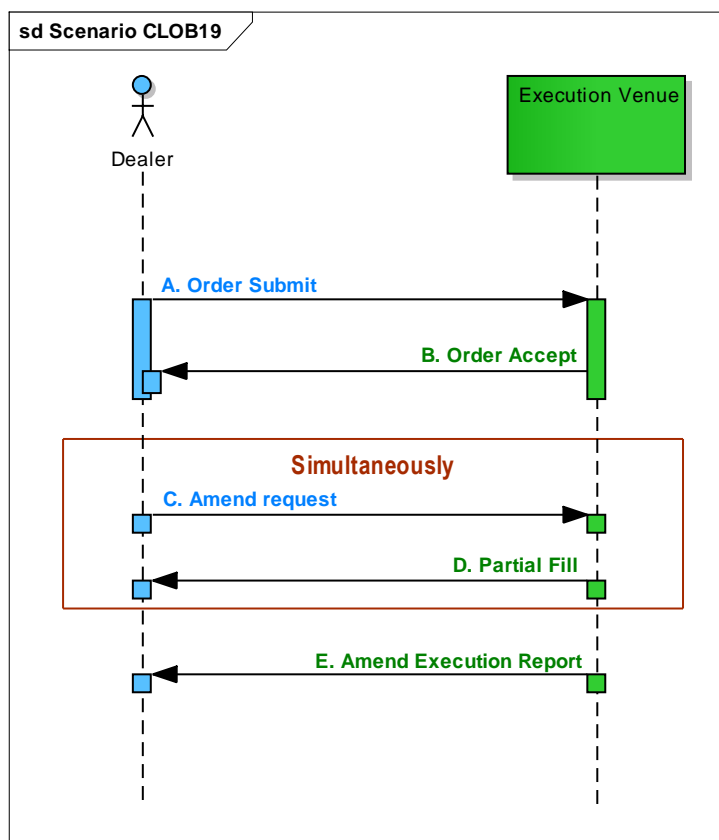 sd Scenario CLOB19
Execution Venue
Dealer
A. Order Submit
B. Order Accept
Simultaneously
C. Amend request
D. Partial Fill
E. Amend Execution Report